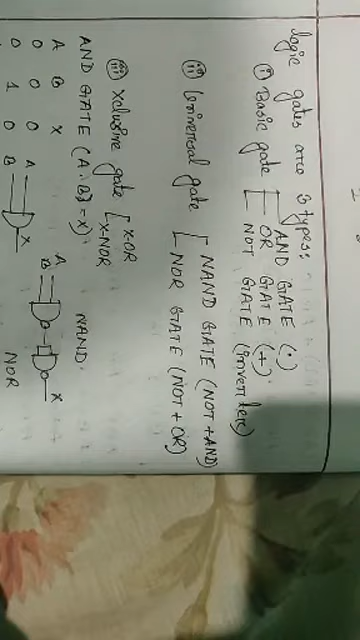 logic gates are 3 types:
(i) Basic gate [ AND GATE (·)
OR GATE (+)
NOT GATE (inverter)
(ii) Universal gate [ NAND GATE (NOT + AND)
NOR GATE (NOT + OR)
(iii) Xclusive gate [ X-OR
X-NOR
AND GATE (A.B = x) NAND.
A B X A B X A B X
0 0 0
0 1 0 NOR